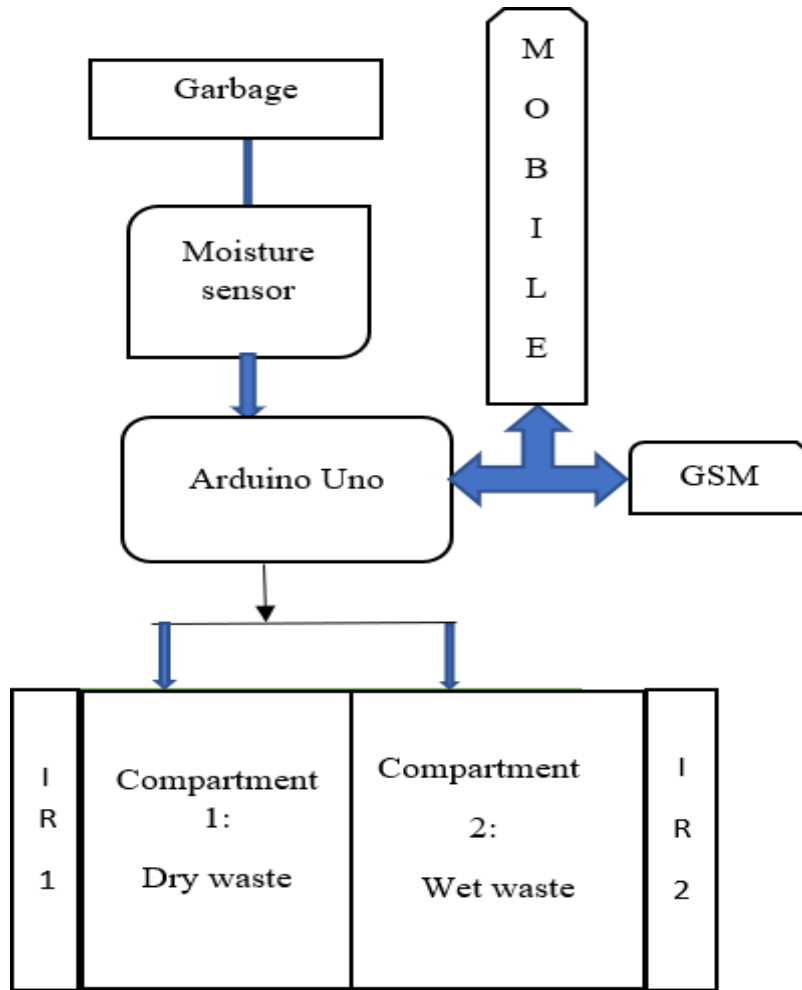 Garbage
M
O
B
I
L
E
Moisture
sensor
Arduino Uno
GSM
I
R
1
Compartment
1:
Dry waste
Compartment
2:
Wet waste
I
R
2